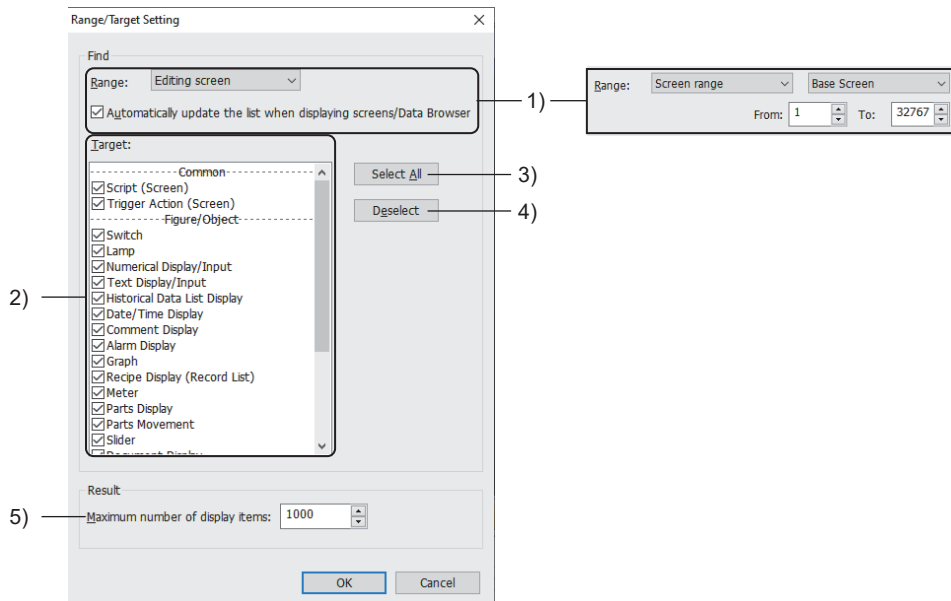 Range/Target Setting
Find
Range: Editing screen
Automatically update the list when displaying screens/Data Browser
1)
Range: Screen range Base Screen
From: 1 To: 32767
Target:
Common
Script (Screen)
Trigger Action (Screen)
Figure/Object
Switch
Lamp
Numerical Display/Input
Text Display/Input
Historical Data List Display
Date/Time Display
Comment Display
Alarm Display
Graph
Recipe Display (Record List)
Meter
Parts Display
Parts Movement
Slider
Document Display
2)
Select All
3)
Deselect
4)
Result
5)
Maximum number of display items: 1000
OK
Cancel